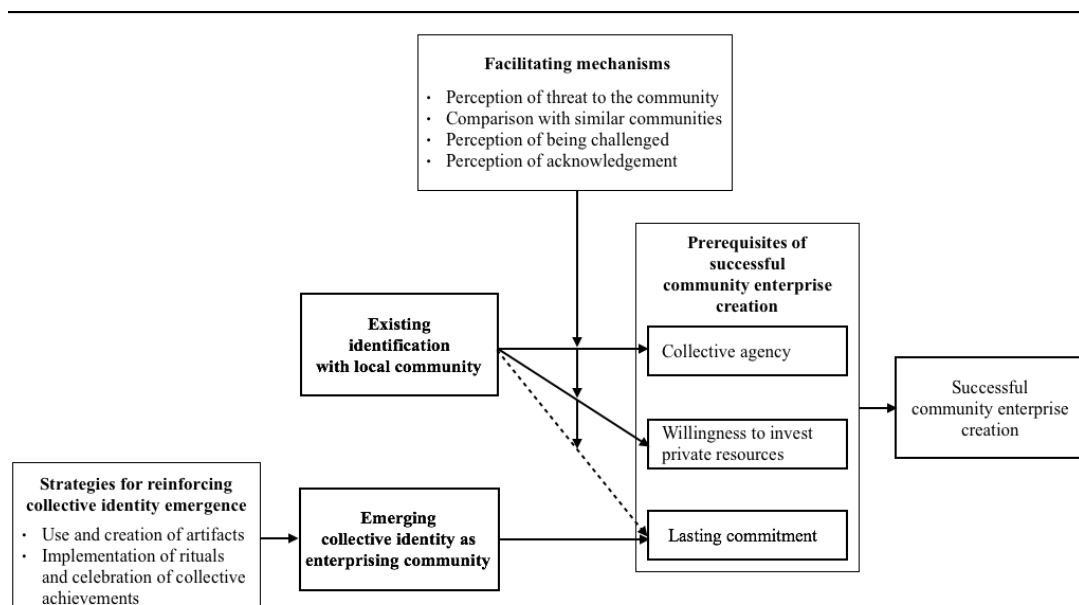 Facilitating mechanisms
· Perception of threat to the community
· Comparison with similar communities
· Perception of being challenged
· Perception of acknowledgement
Prerequisites of
successful
community enterprise
creation
Existing
identification
with local community
Collective agency
Successful
community enterprise
creation
Willingness to invest
private resources
Strategies for reinforcing
collective identity emergence
· Use and creation of artifacts
· Implementation of rituals
and celebration of collective
achievements
Emerging
collective identity as
enterprising community
Lasting commitment